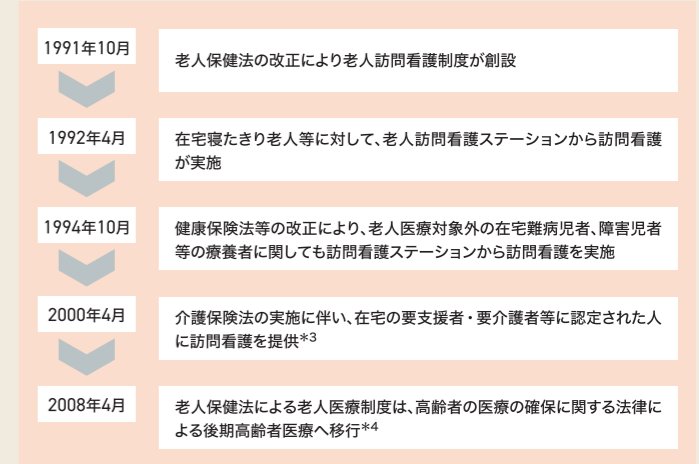 1991年10月
老人保健法の改正により老人訪問看護制度が創設
1992年4月
在宅寝たきり老人等に対して、老人訪問看護ステーションから訪問看護
が実施
1994年10月
健康保険法等の改正により、老人医療対象外の在宅難病児者、障害児者
等の療養者に関しても訪問看護ステーションから訪問看護を実施
2000年4月
介護保険法の実施に伴い、在宅の要支援者・要介護者等に認定された人
に訪問看護を提供*3
2008年4月
老人保健法による老人医療制度は、高齢者の医療の確保に関する法律に
よる後期高齢者医療へ移行*4